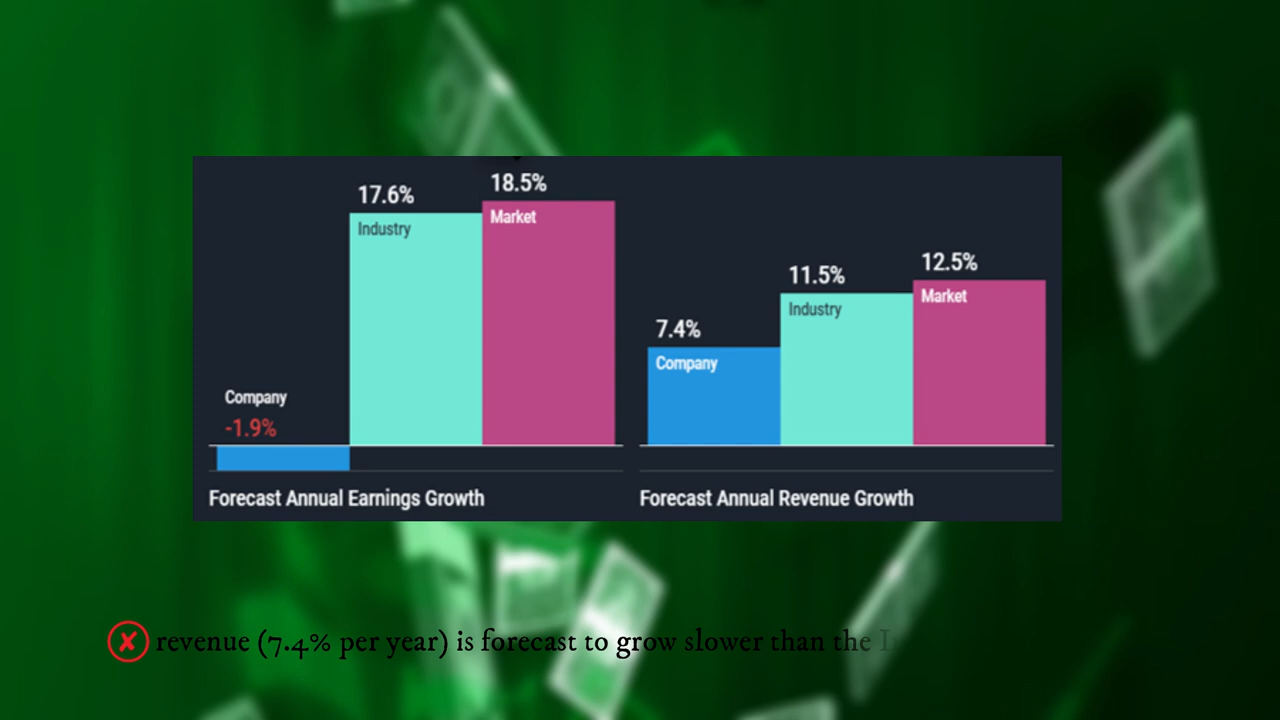 17.6%
Industry
18.5%
Market
Company
-1.9%
Forecast Annual Earnings Growth
7.4%
Company
11.5%
Industry
12.5%
Market
Forecast Annual Revenue Growth
revenue (7.4% per year) is forecast to grow slower than the I